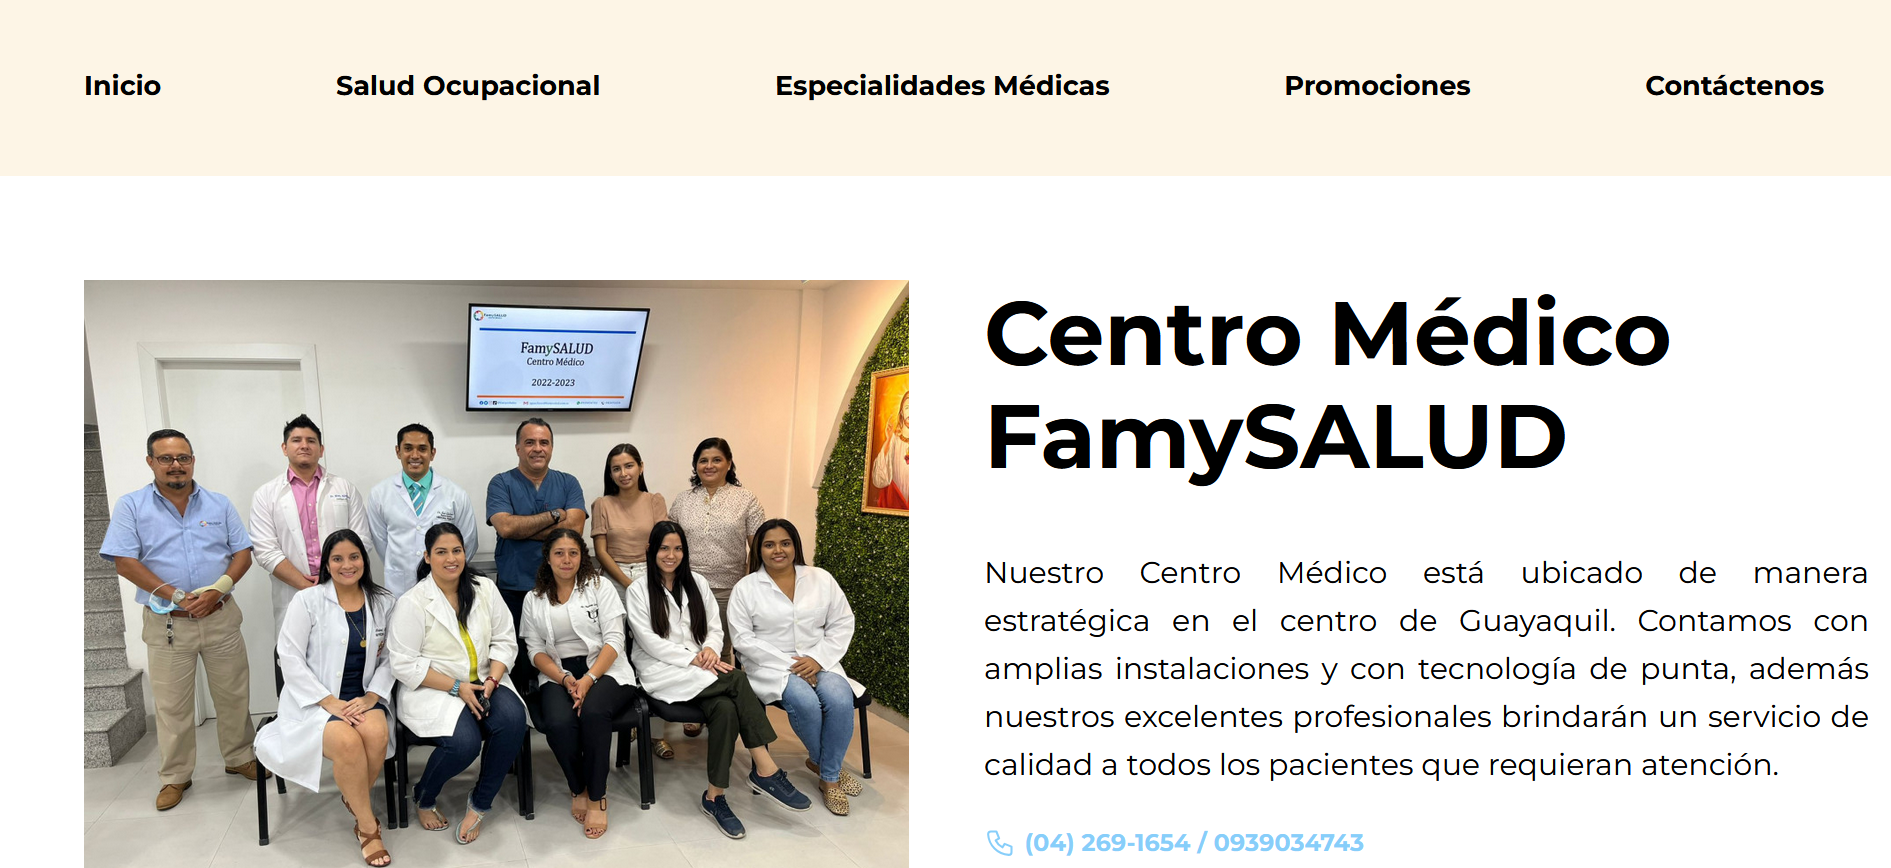 Inicio
Salud Ocupacional
Especialidades Médicas
Promociones
Contáctenos
FamySALUD
FamySALUD
Centro Médico
2022-2023
Centro Médico
FamySALUD
Nuestro Centro Médico está ubicado de manera
estratégica en el centro de Guayaquil. Contamos con
amplias instalaciones y con tecnología de punta, además
nuestros excelentes profesionales brindarán un servicio de
calidad a todos los pacientes que requieran atención.
(04) 269-1654 / 0939034743